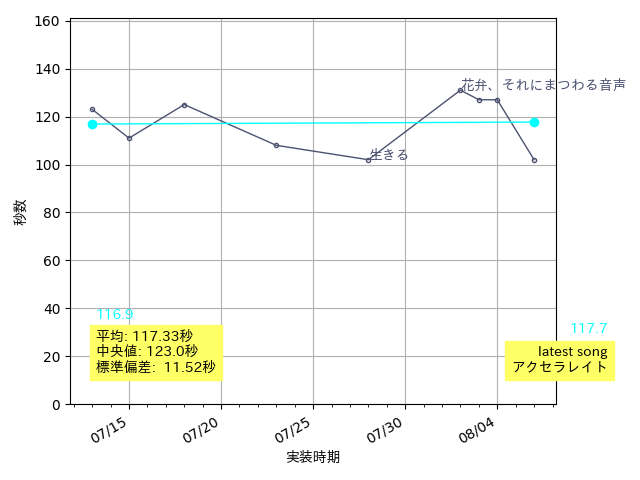 160
140
120
100
80
60
40
20
0
秒数
花弁、それにまつわる音声
生きる
116.9
平均: 117.33秒
中央値: 123.0秒
標準偏差: 11.52秒
117.7
latest song
アクセラレイト
07/15
07/20
07/25
07/30
08/04
実装時期